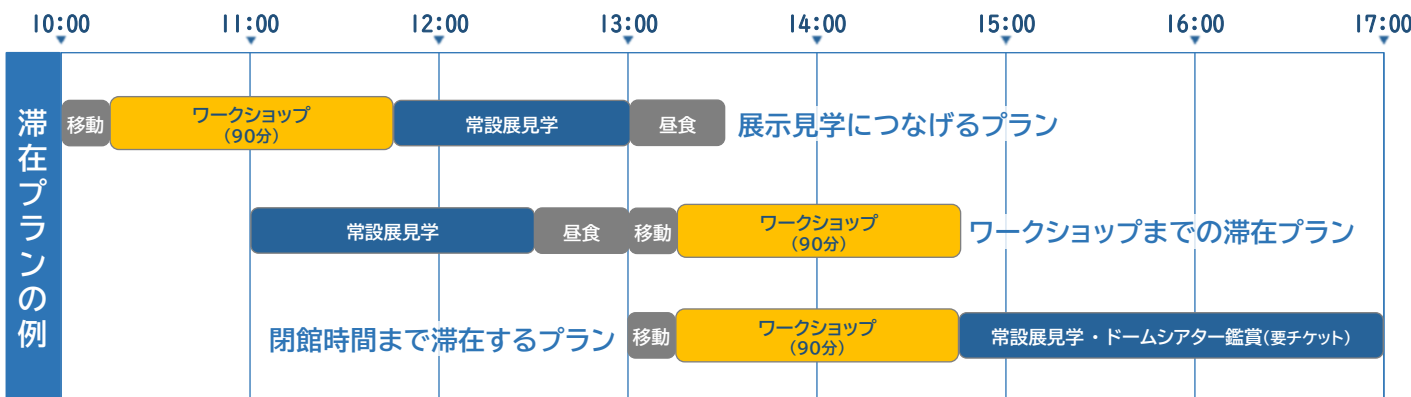 10:00 11:00 12:00 13:00 14:00 15:00 16:00 17:00
滞在プランの例
移動
ワークショップ
(90分)
常設展見学
昼食
展示見学につなげるプラン
常設展見学
昼食
移動
ワークショップ
(90分)
ワークショップまでの滞在プラン
閉館時間まで滞在するプラン
移動
ワークショップ
(90分)
常設展見学・ドームシアター鑑賞(要チケット)